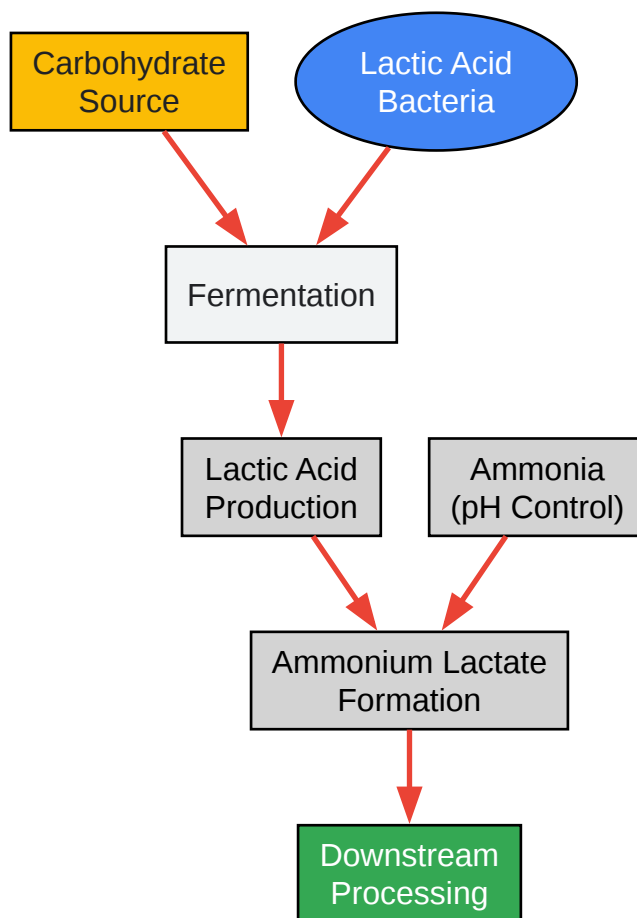 Carbohydrate
Source
Lactic Acid
Bacteria
Fermentation
Lactic Acid
Production
Ammonia
(pH Control)
Ammonium Lactate
Formation
Downstream
Processing